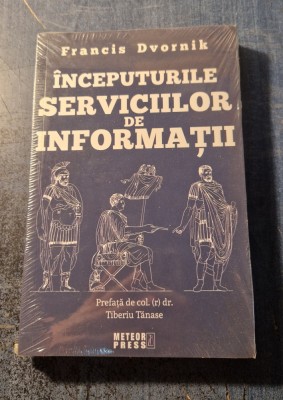 Francis Dvornik
ÎNCEPUTURILE
SERVICIILOR
DE
INFORMAȚII
Prefață de col. (r) dr.
Tiberiu Tănase
METEOR
PRESS